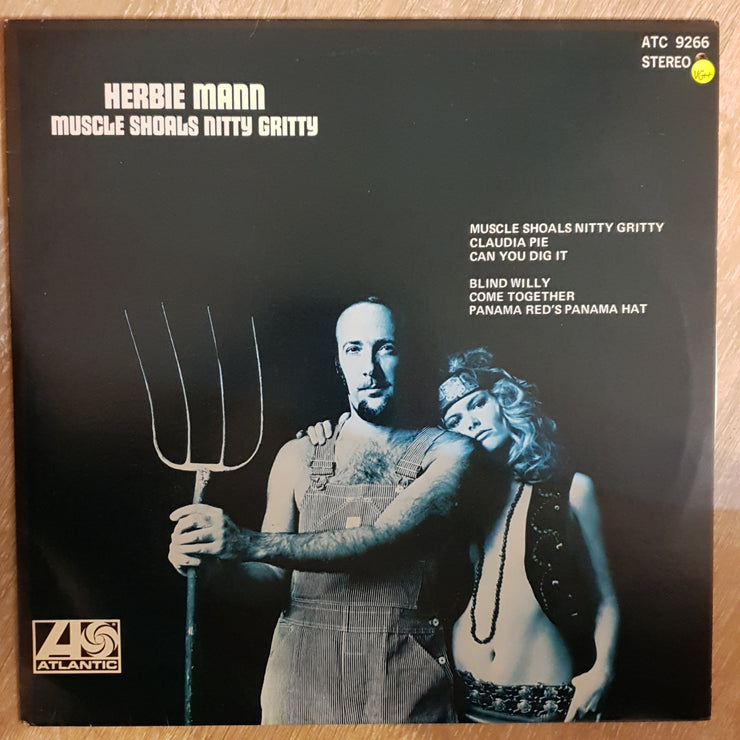 ATC 9266
STEREO
VG+
HERBIE MANN
MUSCLE SHOALS NITTY GRITTY
MUSCLE SHOALS NITTY GRITTY
CLAUDIA PIE
CAN YOU DIG IT
BLIND WILLY
COME TOGETHER
PANAMA RED'S PANAMA HAT
ATLANTIC